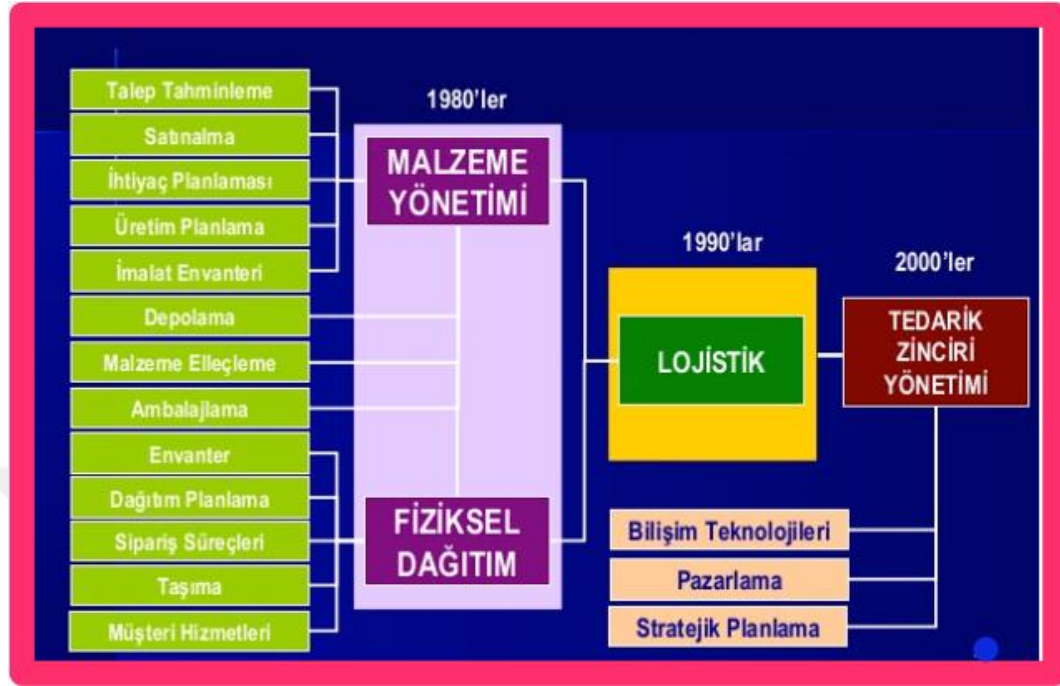 Talep Tahminleme
Satınalma
İhtiyaç Planlaması
Üretim Planlama
İmalat Envanteri
Depolama
Malzeme Elleçleme
Ambalajlama
Envanter
Dağıtım Planlama
Sipariş Süreçleri
Taşıma
Müşteri Hizmetleri
1980'ler
MALZEME
YÖNETİMİ
FİZİKSEL
DAĞITIM
1990'lar
LOJİSTİK
2000'ler
TEDARİK
ZİNCİRİ
YÖNETİMİ
Bilişim Teknolojileri
Pazarlama
Stratejik Planlama